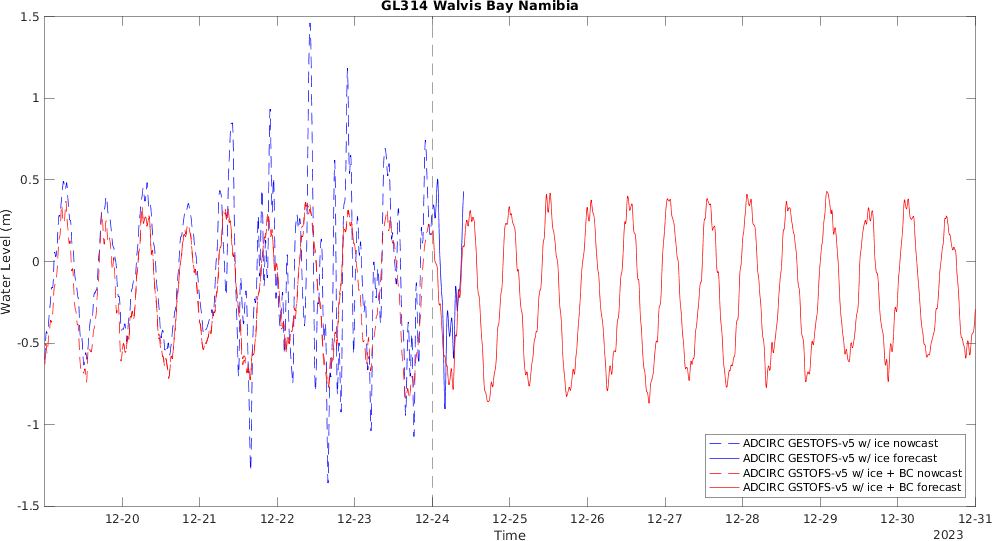 GL314 Walvis Bay Namibia
1.5
1
0.5
0
-0.5
-1
-1.5
Water Level (m)
ADCIRC GESTOFS-v5 w/ ice nowcast
ADCIRC GESTOFS-v5 w/ ice forecast
ADCIRC GSTOFS-v5 w/ ice + BC nowcast
ADCIRC GSTOFS-v5 w/ ice + BC forecast
12-20 12-21 12-22 12-23 12-24 12-25 12-26 12-27 12-28 12-29 12-30 12-31
Time
2023